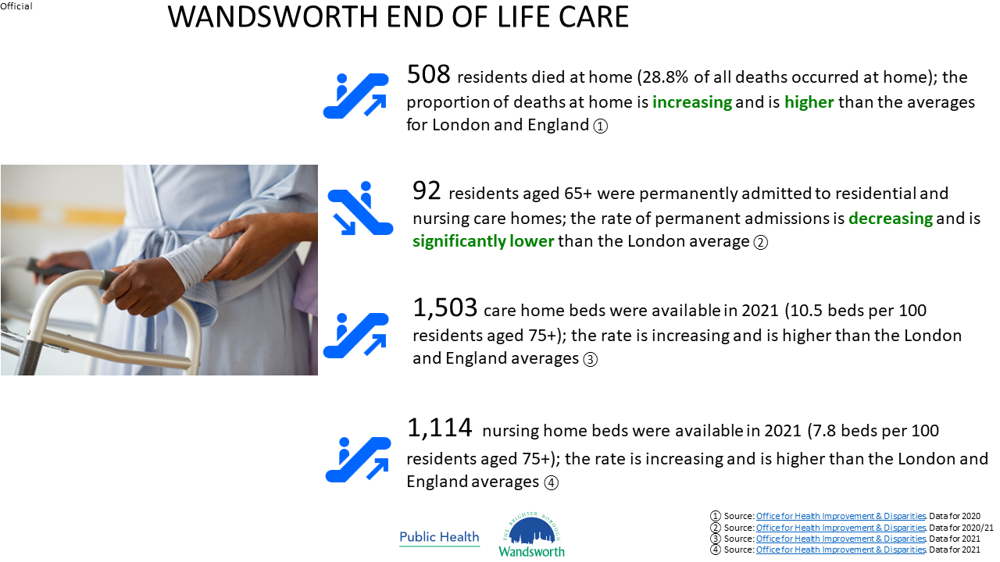 Official
WANDSWORTH END OF LIFE CARE
508 residents died at home (28.8% of all deaths occurred at home); the
proportion of deaths at home is increasing and is higher than the averages
for London and England ①
92 residents aged 65+ were permanently admitted to residential and
nursing care homes; the rate of permanent admissions is decreasing and is
significantly lower than the London average ②
1,503 care home beds were available in 2021 (10.5 beds per 100
residents aged 75+); the rate is increasing and is higher than the London
and England averages ③
1,114 nursing home beds were available in 2021 (7.8 beds per 100
residents aged 75+); the rate is increasing and is higher than the London and
England averages ④
Public Health
THE BRIGHTER BOROUGH
Wandsworth
① Source: Office for Health Improvement & Disparities. Data for 2020
② Source: Office for Health Improvement & Disparities. Data for 2020/21
③ Source: Office for Health Improvement & Disparities. Data for 2021
④ Source: Office for Health Improvement & Disparities. Data for 2021